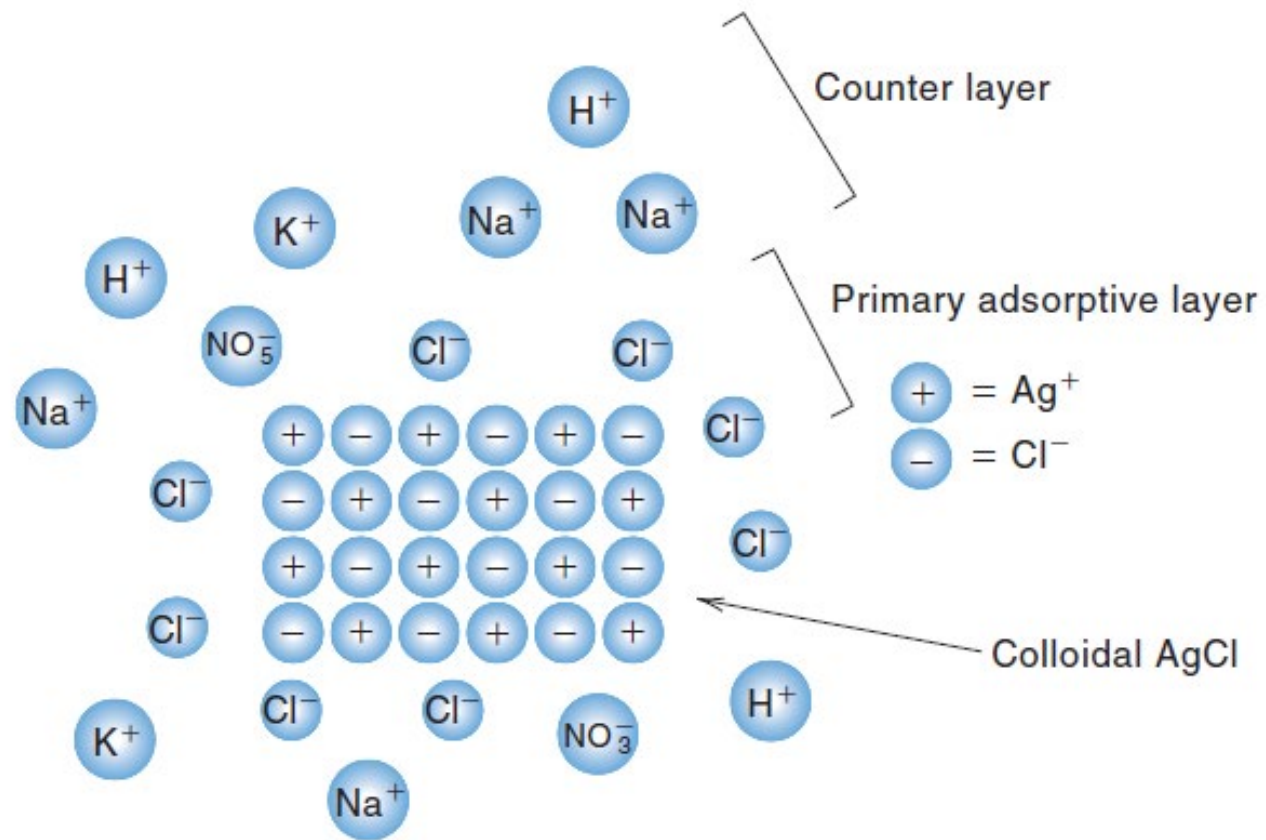 Counter layer
H⁺
Na⁺ Na⁺
K⁺
H⁺
Primary adsorptive layer
NO₅⁻ Cl⁻ Cl⁻
+ = Ag⁺
Na⁺
+ − + − + − Cl⁻
− = Cl⁻
Cl⁻ − + − + − +
Cl⁻
+ − + − + −
Cl⁻ − + − + − +
Colloidal AgCl
Cl⁻ Cl⁻ H⁺
K⁺ NO₃⁻
Na⁺